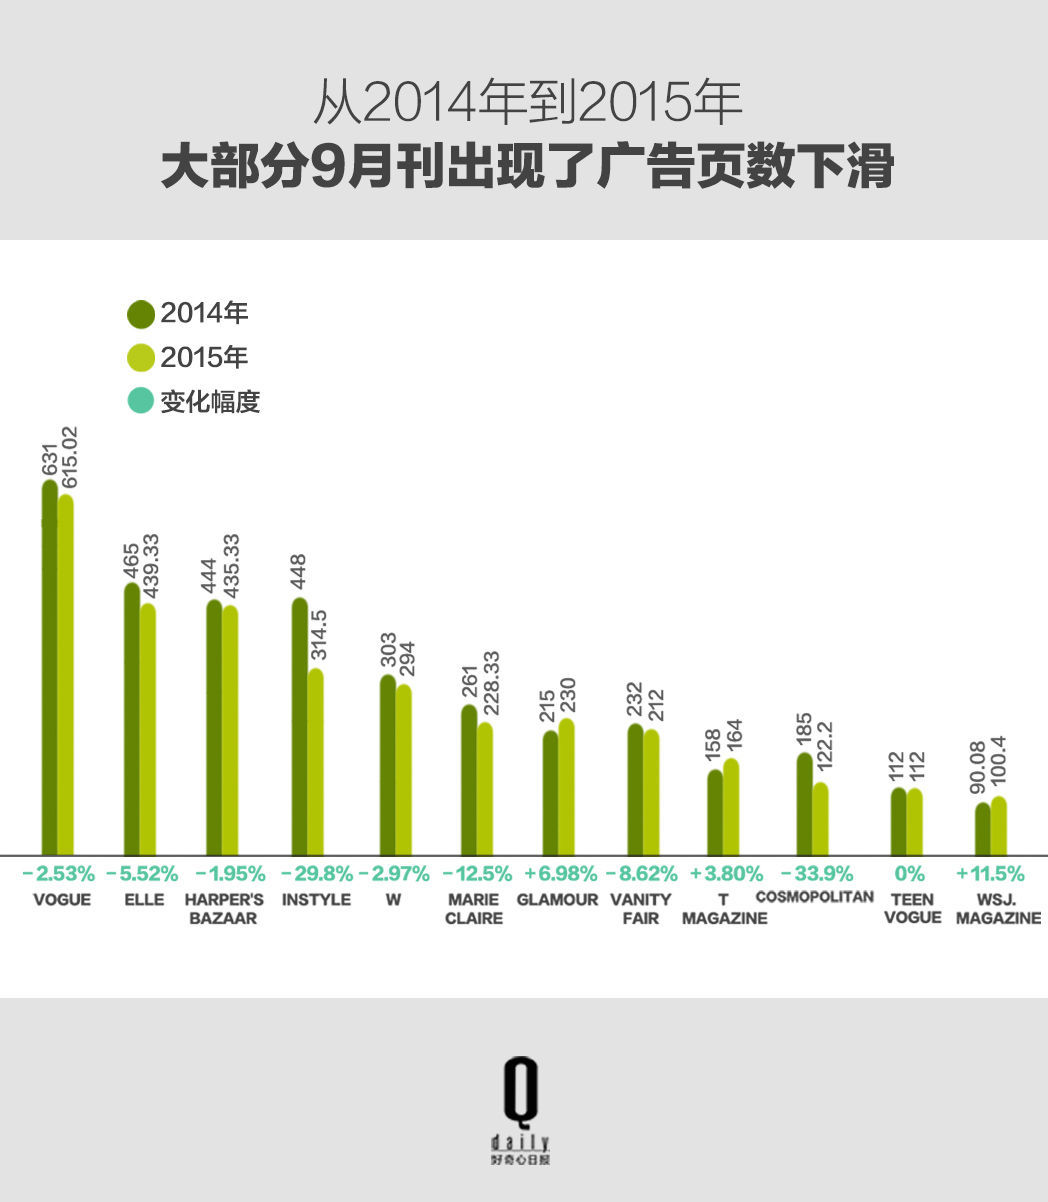 从2014年到2015年
大部分9月刊出现了广告页数下滑
2014年
2015年
变化幅度
631
615.02
465
439.33
444
435.33
448
314.5
303
294
261
228.33
215
230
232
212
158
164
185
122.2
112
112
90.08
100.4
-2.53%
-5.52%
-1.95%
-29.8%
-2.97%
-12.5%
+6.98%
-8.62%
+3.80%
-33.9%
0%
+11.5%
VOGUE
ELLE
HARPER'S
BAZAAR
INSTYLE
W
MARIE
CLAIRE
GLAMOUR
VANITY
FAIR
T
MAGAZINE
COSMOPOLITAN
TEEN
VOGUE
WSJ.
MAGAZINE
Q
daily
好奇心日报